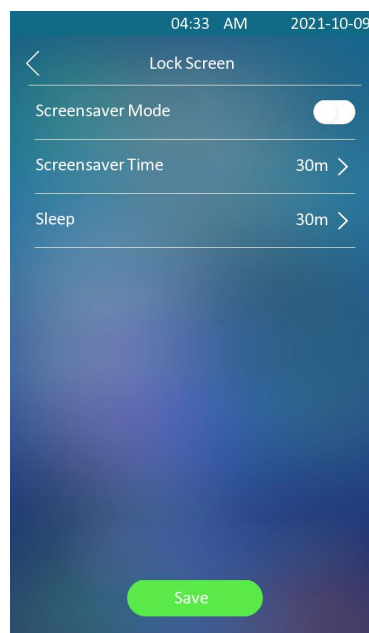 04:33 AM 2021-10-09
Lock Screen
Screensaver Mode
Screensaver Time 30m
Sleep 30m
Save